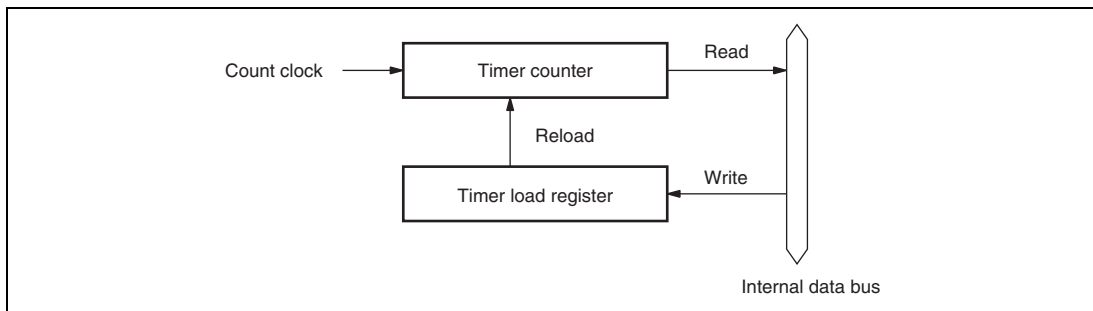 Read
Count clock
Timer counter
Reload
Write
Timer load register
Internal data bus